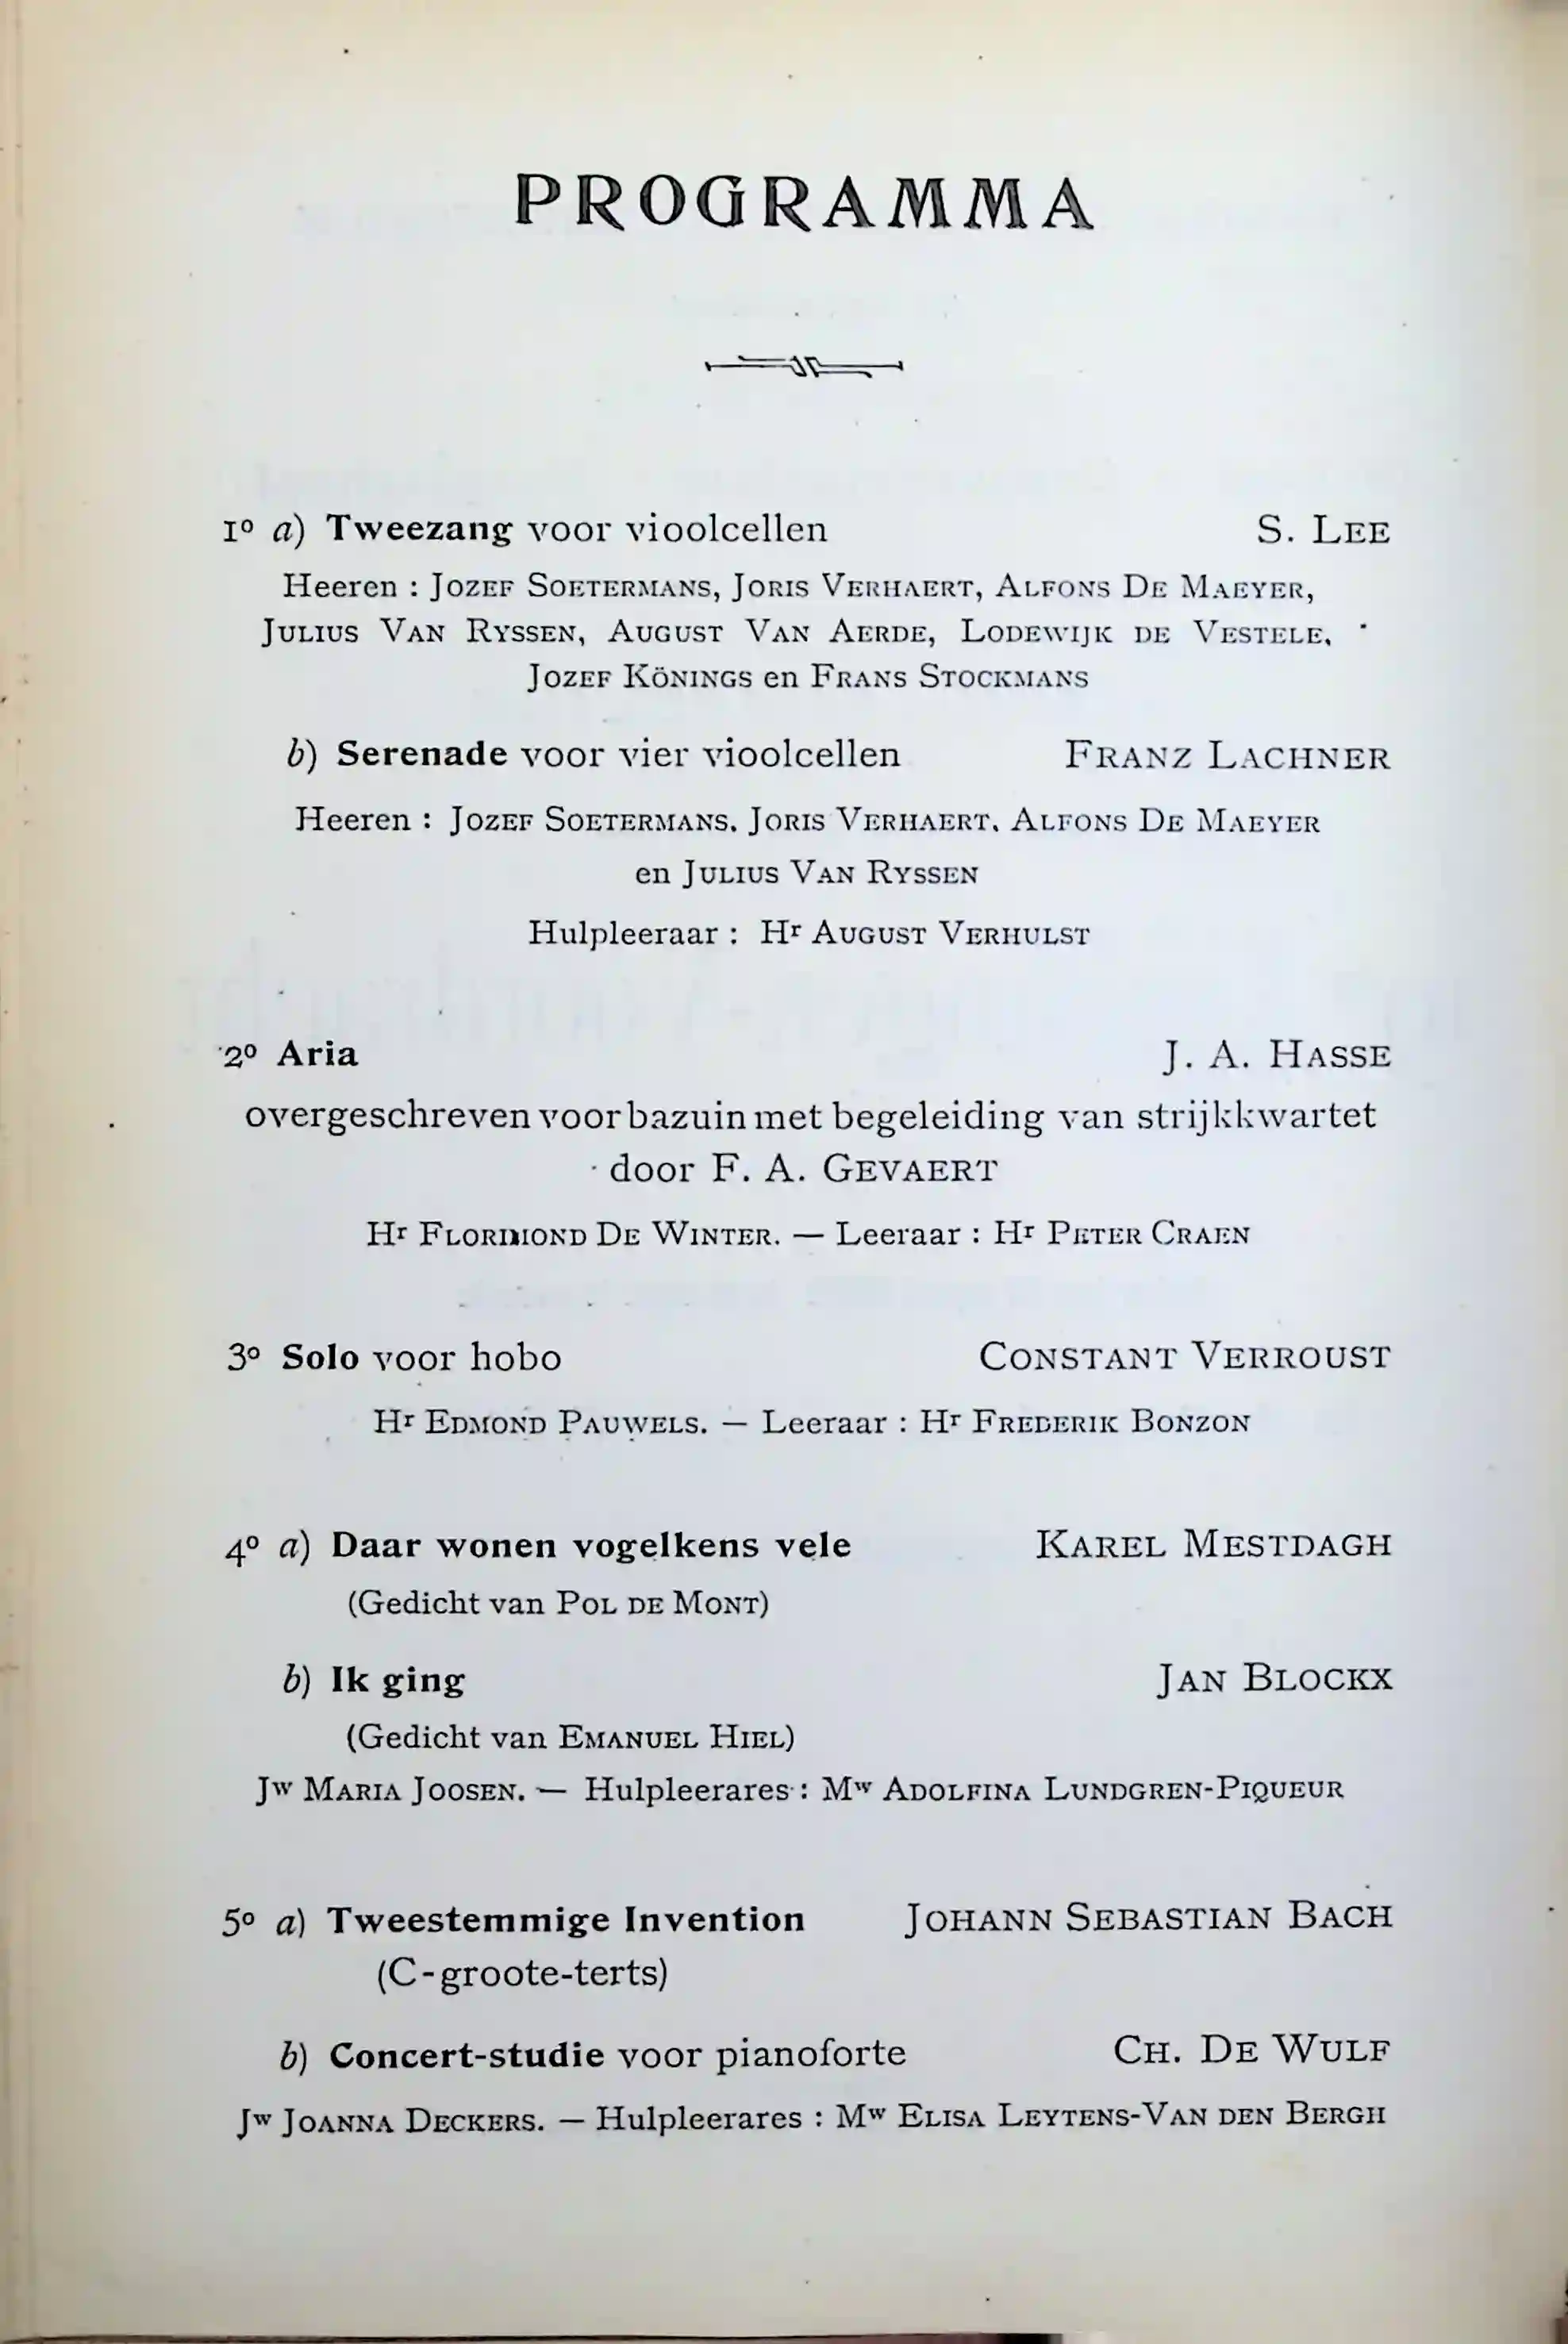 PROGRAMMA
1º a) Tweezang voor vioolcellen S. LEE
Heeren : JOZEF SOETERMANS, JORIS VERHAERT, ALFONS DE MAEYER,
JULIUS VAN RYSSEN, AUGUST VAN AERDE, LODEWIJK DE VESTELE,
JOZEF KÖNINGS en FRANS STOCKMANS
b) Serenade voor vier vioolcellen FRANZ LACHNER
Heeren : JOZEF SOETERMANS, JORIS VERHAERT, ALFONS DE MAEYER
en JULIUS VAN RYSSEN
Hulpleeraar : Hr AUGUST VERHULST
2º Aria J. A. HASSE
overgeschreven voor bazuin met begeleiding van strijkkwartet
door F. A. GEVAERT
Hr FLORIMOND DE WINTER. — Leeraar : Hr PETER CRAEN
3º Solo voor hobo CONSTANT VERROUST
Hr EDMOND PAUWELS. — Leeraar : Hr FREDERIK BONZON
4º a) Daar wonen vogelkens vele KAREL MESTDAGH
(Gedicht van POL DE MONT)
b) Ik ging JAN BLOCKX
(Gedicht van EMANUEL HIEL)
Jw MARIA JOOSEN. — Hulpleerares : Mw ADOLFINA LUNDGREN-PIQUEUR
5º a) Tweestemmige Invention JOHANN SEBASTIAN BACH
(C-groote-terts)
b) Concert-studie voor pianoforte CH. DE WULF
Jw JOANNA DECKERS. — Hulpleerares : Mw ELISA LEYTENS-VAN DEN BERGH